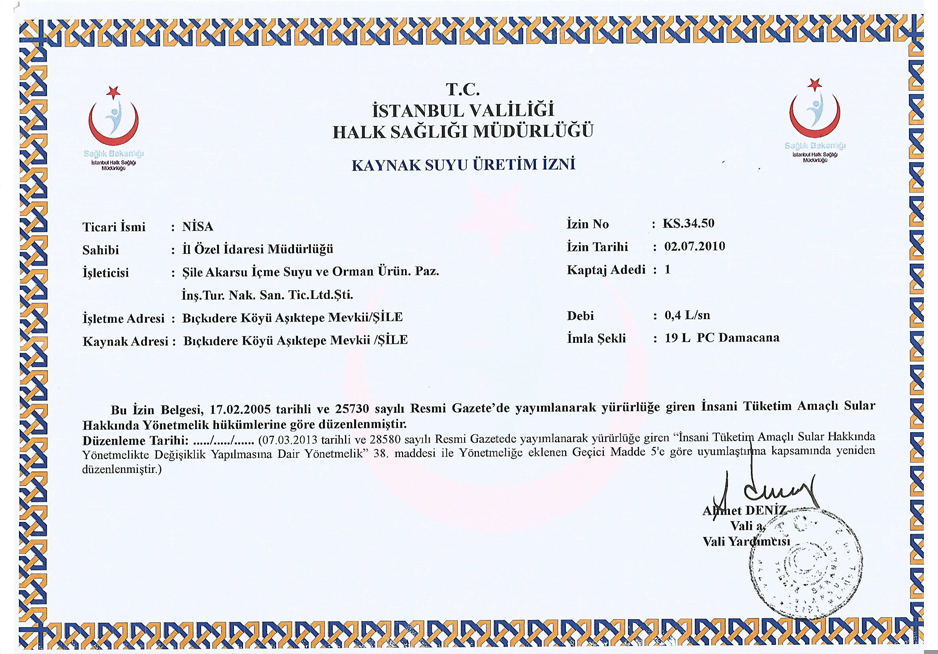 T.C.
İSTANBUL VALİLİĞİ
HALK SAĞLIĞI MÜDÜRLÜĞÜ
KAYNAK SUYU ÜRETİM İZNİ
Sağlık Bakanlığı
İstanbul Halk Sağlığı
Müdürlüğü
Sağlık Bakanlığı
İstanbul Halk Sağlığı
Müdürlüğü
Ticari İsmi : NİSA
Sahibi : İl Özel İdaresi Müdürlüğü
İşleticisi : Şile Akarsu İçme Suyu ve Orman Ürün. Paz.
İnş.Tur. Nak. San. Tic.Ltd.Şti.
İşletme Adresi : Bıçkıdere Köyü Aşıktepe Mevkii/ŞİLE
Kaynak Adresi : Bıçkıdere Köyü Aşıktepe Mevkii /ŞİLE
İzin No : KS.34.50
İzin Tarihi : 02.07.2010
Kaptaj Adedi : 1
Debi : 0,4 L/sn
İmla Şekli : 19 L PC Damacana
Bu İzin Belgesi, 17.02.2005 tarihli ve 25730 sayılı Resmi Gazete’de yayımlanarak yürürlüğe giren İnsani Tüketim Amaçlı Sular
Hakkında Yönetmelik hükümlerine göre düzenlenmiştir.
Düzenleme Tarihi: ...../...../...... (07.03.2013 tarihli ve 28580 sayılı Resmi Gazetede yayımlanarak yürürlüğe giren “İnsani Tüketim Amaçlı Sular Hakkında
Yönetmelikte Değişiklik Yapılmasına Dair Yönetmelik” 38. maddesi ile Yönetmeliğe eklenen Geçici Madde 5'e göre uyumlaştırma kapsamında yeniden
düzenlenmiştir.)
Ahmet DENİZ
Vali a.
Vali Yardımcısı